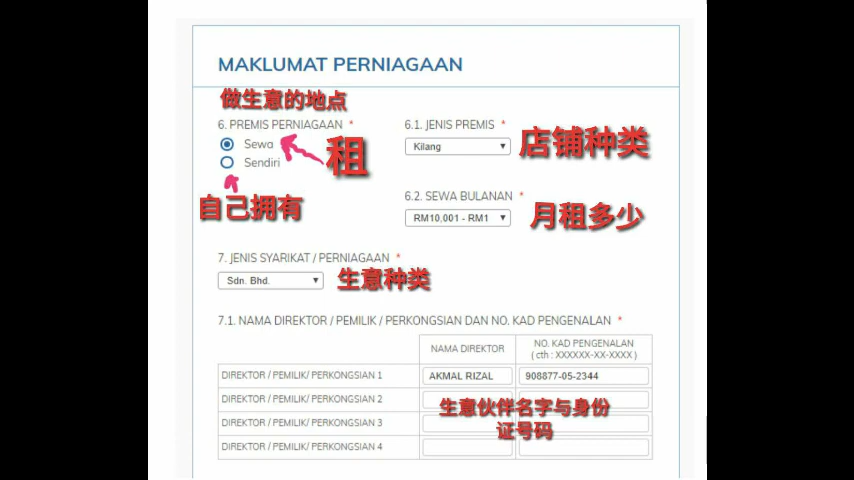 MAKLUMAT PERNIAGAAN
做生意的地点
6. PREMIS PERNIAGAAN *
Sewa
租
Sendiri
自己拥有
6.1. JENIS PREMIS *
Kilang
店铺种类
6.2. SEWA BULANAN *
RM10,001 - RM1
月租多少
7. JENIS SYARIKAT / PERNIAGAAN *
Sdn. Bhd.
生意种类
7.1. NAMA DIREKTOR / PEMILIK / PERKONGSIAN DAN NO. KAD PENGENALAN *
NAMA DIREKTOR
NO. KAD PENGENALAN
( cth : XXXXXX-XX-XXXX )
DIREKTOR / PEMILIK/ PERKONGSIAN 1
AKMAL RIZAL
908877-05-2344
DIREKTOR / PEMILIK/ PERKONGSIAN 2
生意伙伴名字与身份
证号码
DIREKTOR / PEMILIK/ PERKONGSIAN 3
DIREKTOR / PEMILIK/ PERKONGSIAN 4